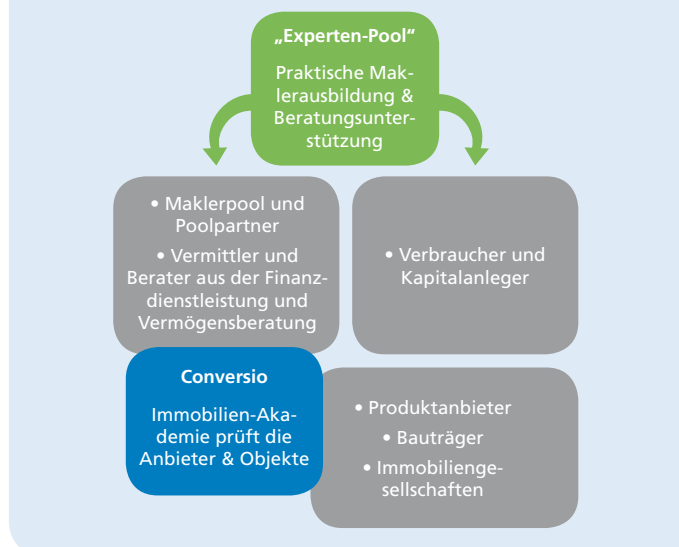 „Experten-Pool“
Praktische Mak-
lerausbildung &
Beratungsunter-
stützung
• Maklerpool und
Poolpartner
• Vermittler und
Berater aus der Finanz-
dienstleistung und
Vermögensberatung
• Verbraucher und
Kapitalanleger
Conversio
Immobilien-Aka-
demie prüft die
Anbieter & Objekte
• Produktanbieter
• Bauträger
• Immobilienge-
sellschaften